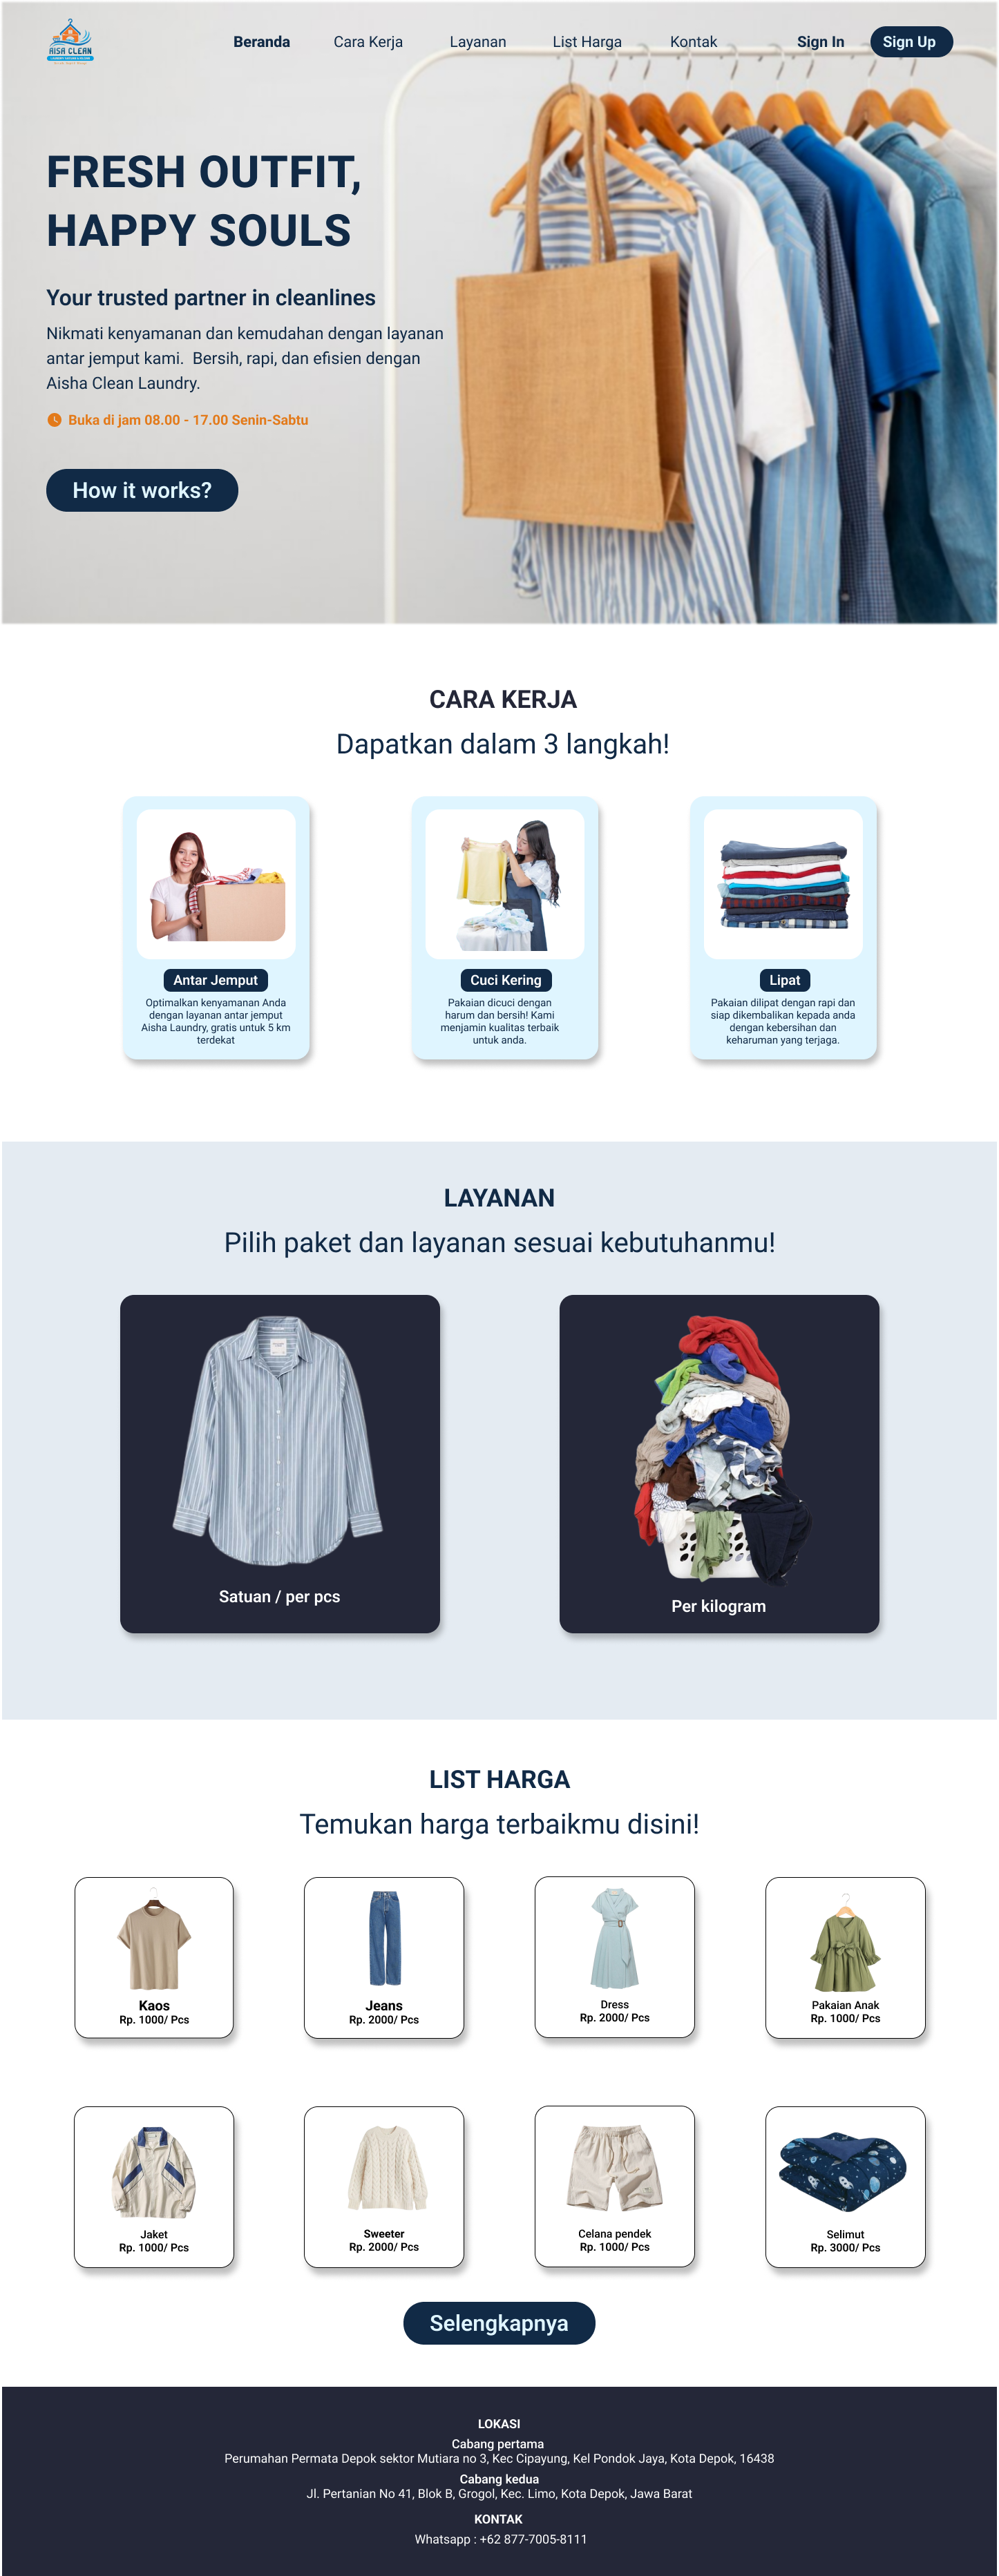 AISA CLEAN
Beranda
Cara Kerja
Layanan
List Harga
Kontak
Sign In
Sign Up
FRESH OUTFIT,
HAPPY SOULS
Your trusted partner in cleanlines
Nikmati kenyamanan dan kemudahan dengan layanan
antar jemput kami. Bersih, rapi, dan efisien dengan
Aisha Clean Laundry.
Buka di jam 08.00 - 17.00 Senin-Sabtu
How it works?
CARA KERJA
Dapatkan dalam 3 langkah!
Antar Jemput
Optimalkan kenyamanan Anda
dengan layanan antar jemput
Aisha Laundry, gratis untuk 5 km
terdekat
Cuci Kering
Pakaian dicuci dengan
harum dan bersih! Kami
menjamin kualitas terbaik
untuk anda.
Lipat
Pakaian dilipat dengan rapi dan
siap dikembalikan kepada anda
dengan kebersihan dan
keharuman yang terjaga.
LAYANAN
Pilih paket dan layanan sesuai kebutuhanmu!
Satuan / per pcs
Per kilogram
LIST HARGA
Temukan harga terbaikmu disini!
Kaos
Rp. 1000/ Pcs
Jeans
Rp. 2000/ Pcs
Dress
Rp. 2000/ Pcs
Pakaian Anak
Rp. 1000/ Pcs
Jaket
Rp. 1000/ Pcs
Sweeter
Rp. 2000/ Pcs
Celana pendek
Rp. 1000/ Pcs
Selimut
Rp. 3000/ Pcs
Selengkapnya
LOKASI
Cabang pertama
Perumahan Permata Depok sektor Mutiara no 3, Kec Cipayung, Kel Pondok Jaya, Kota Depok, 16438
Cabang kedua
Jl. Pertanian No 41, Blok B, Grogol, Kec. Limo, Kota Depok, Jawa Barat
KONTAK
Whatsapp : +62 877-7005-8111